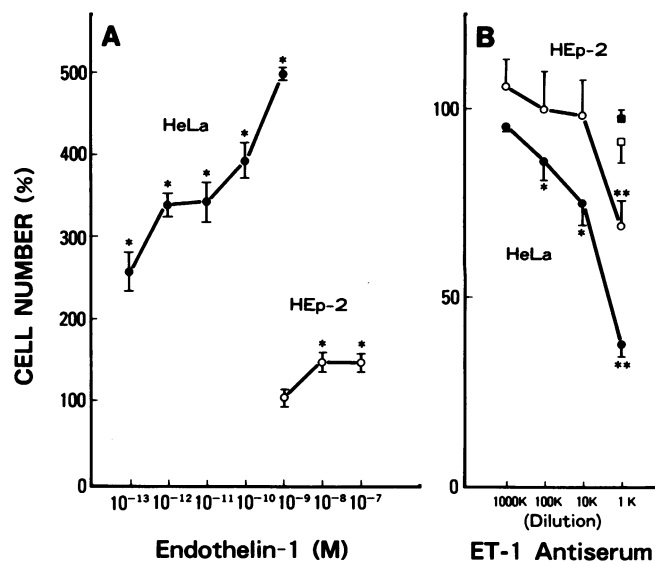 A
CELL NUMBER (%)
500
400
300
200
100
0
HeLa
HEp-2
*
*
*
*
*
*
*
10⁻¹³ 10⁻¹² 10⁻¹¹ 10⁻¹⁰ 10⁻⁹ 10⁻⁸ 10⁻⁷
Endothelin-1 (M)
B
100
50
0
HEp-2
HeLa
**
*
*
**
1000K 100K 10K 1K
(Dilution)
ET-1 Antiserum